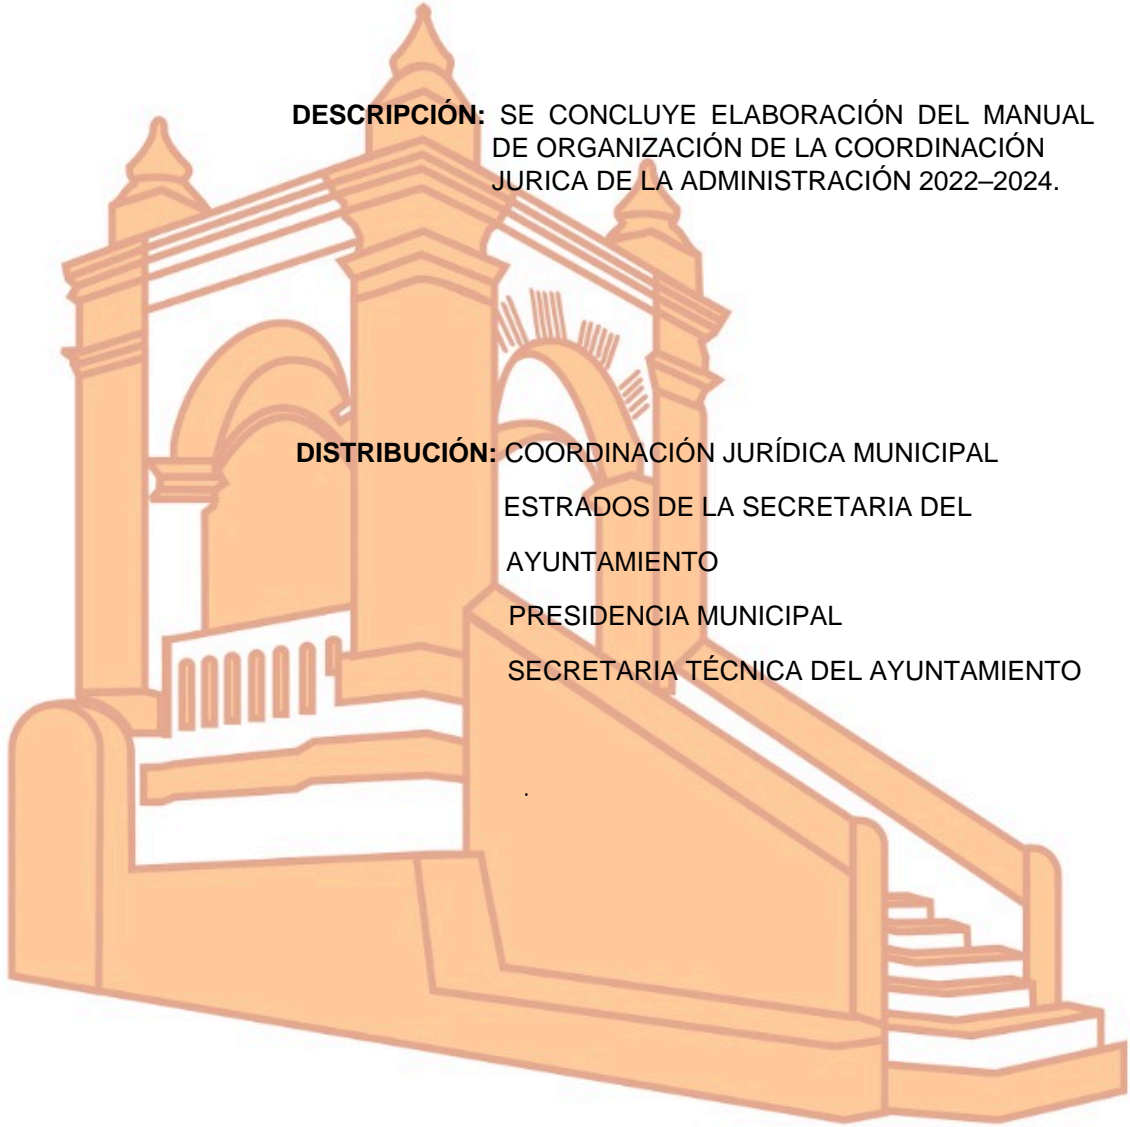 DESCRIPCIÓN: SE CONCLUYE ELABORACIÓN DEL MANUAL
DE ORGANIZACIÓN DE LA COORDINACIÓN
JURICA DE LA ADMINISTRACIÓN 2022–2024.
DISTRIBUCIÓN: COORDINACIÓN JURÍDICA MUNICIPAL
ESTRADOS DE LA SECRETARIA DEL
AYUNTAMIENTO
PRESIDENCIA MUNICIPAL
SECRETARIA TÉCNICA DEL AYUNTAMIENTO
.